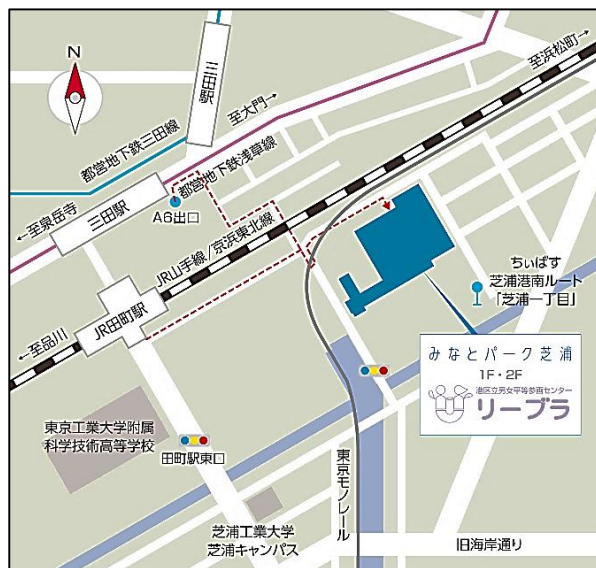 N
三田駅
至浜松町→
至大門→
都営地下鉄三田線
都営地下鉄浅草線
←至泉岳寺
三田駅
A6出口
JR山手線/京浜東北線
JR田町駅
←至品川
ちぃばす
芝浦港南ルート
「芝浦一丁目」
みなとパーク芝浦
1F・2F
港区立男女平等参画センター
リーブラ
東京工業大学附属
科学技術高等学校
田町駅東口
東京モノレール
芝浦工業大学
芝浦キャンパス
旧海岸通り